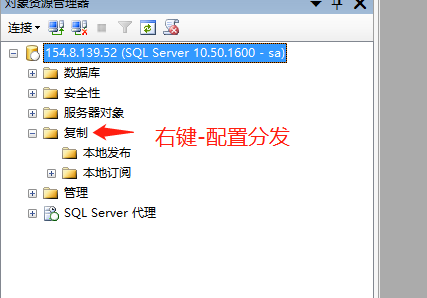 对象资源管理器
连接
154.8.139.52 (SQL Server 10.50.1600 - sa)
数据库
安全性
服务器对象
复制
右键-配置分发
本地发布
本地订阅
管理
SQL Server 代理